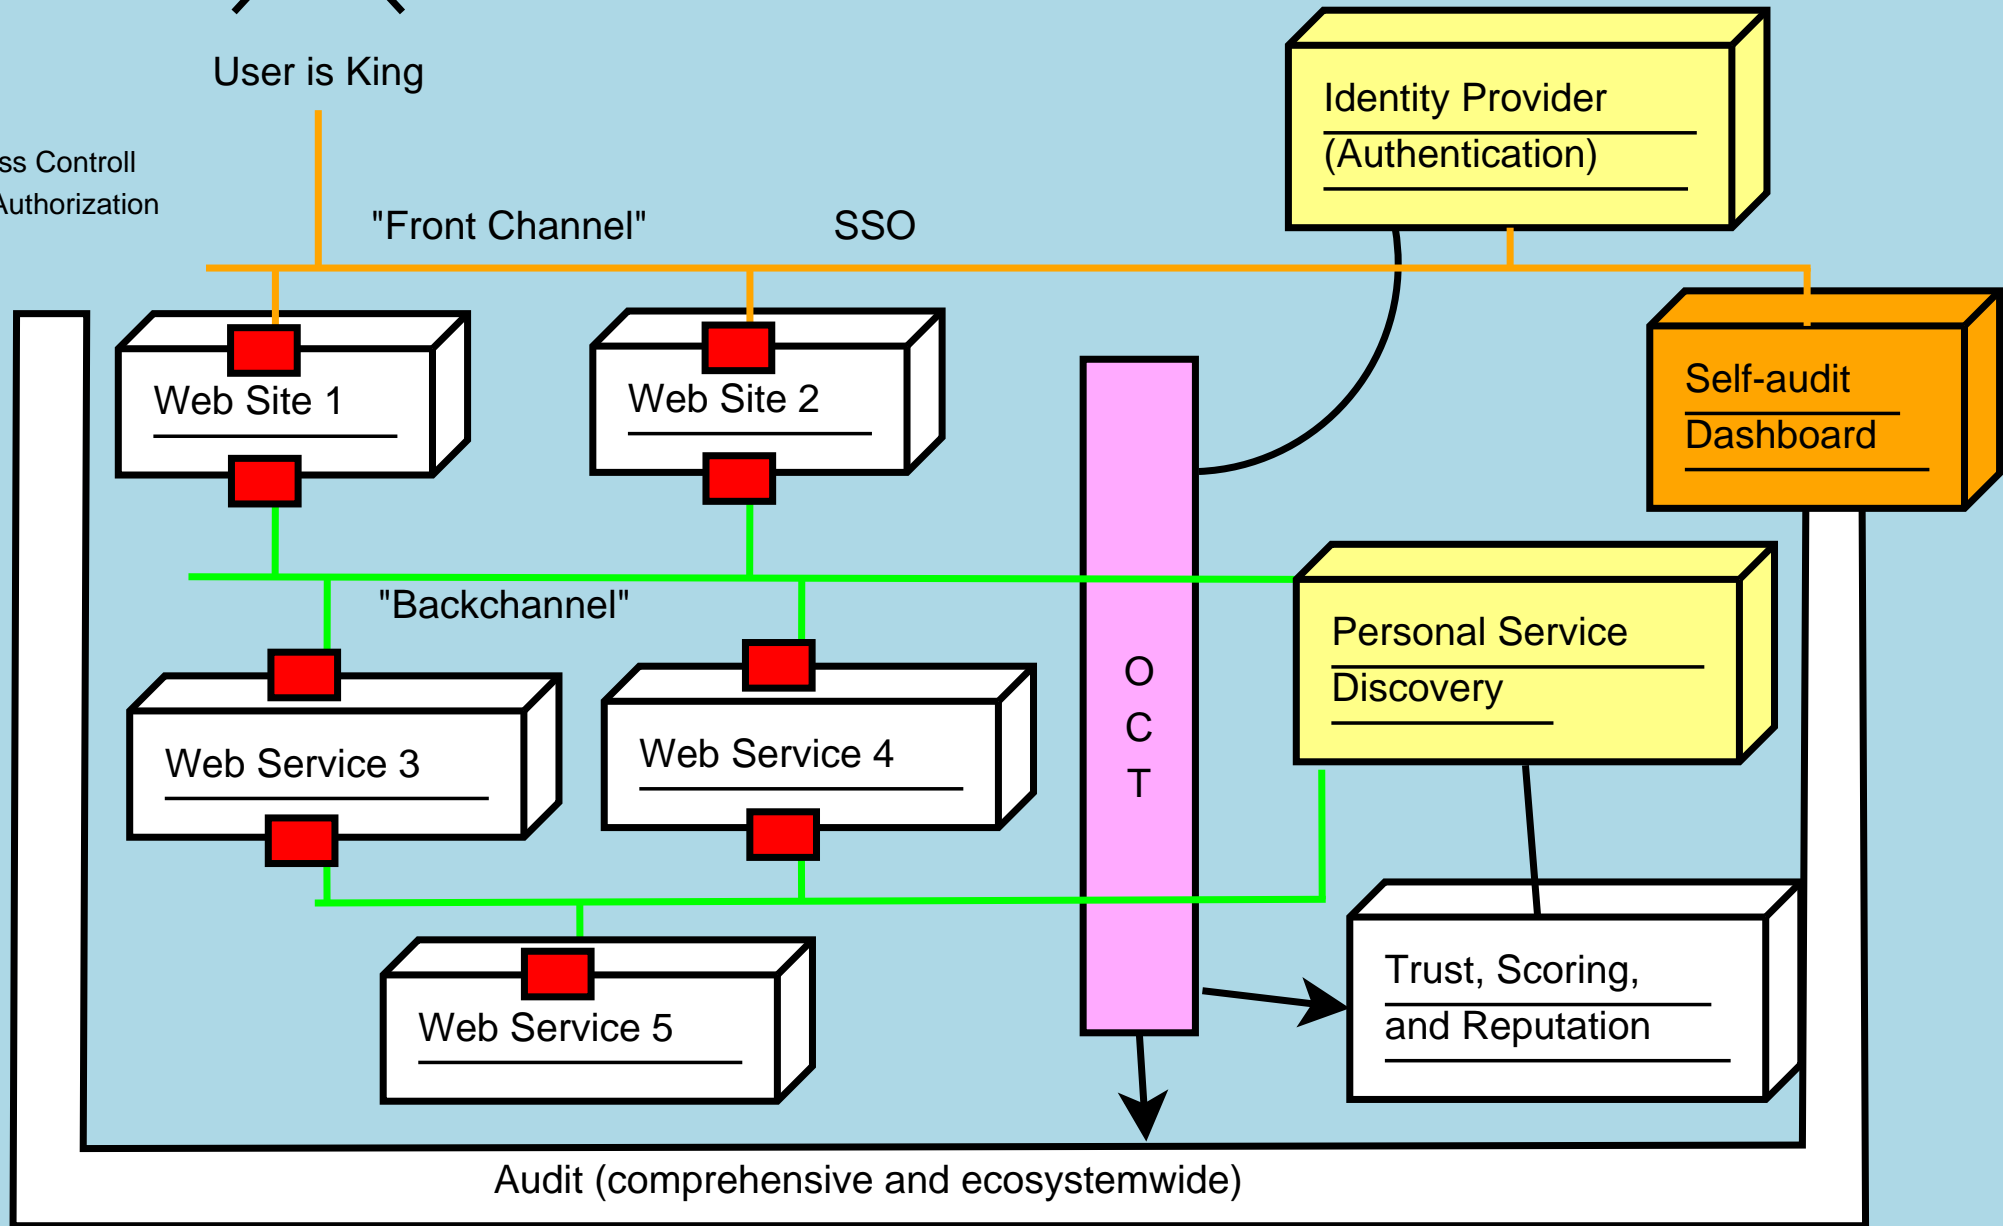 User is King
Identity Provider
(Authentication)
ss Controll
Authorization
"Front Channel"
SSO
Web Site 1
Web Site 2
Self-audit
Dashboard
"Backchannel"
Personal Service
Discovery
O
C
T
Web Service 3
Web Service 4
Trust, Scoring,
and Reputation
Web Service 5
Audit (comprehensive and ecosystemwide)